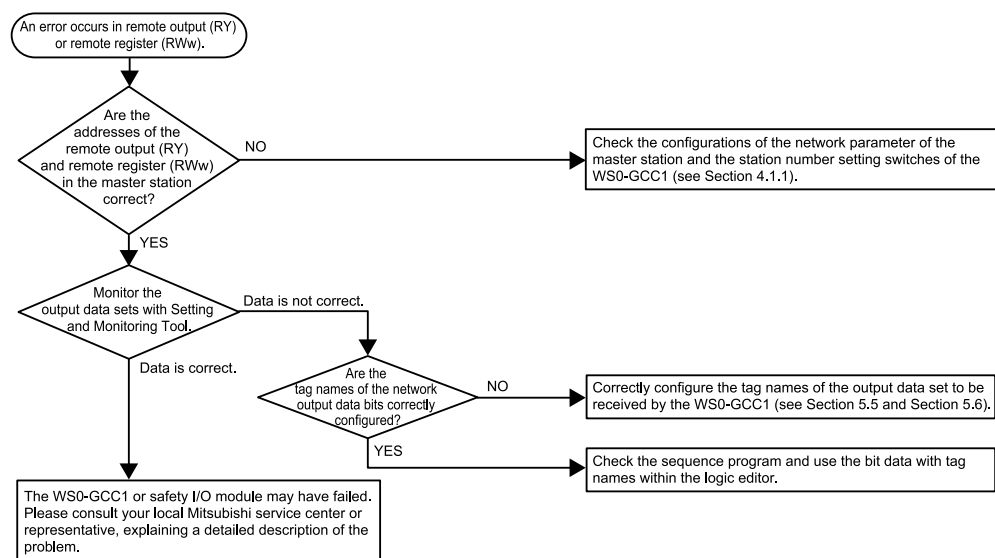 An error occurs in remote output (RY)
or remote register (RWw).
Are the
addresses of the
remote output (RY)
and remote register (RWw)
in the master station
correct?
NO
Check the configurations of the network parameter of the
master station and the station number setting switches of the
WS0-GCC1 (see Section 4.1.1).
YES
Monitor the
output data sets with Setting
and Monitoring Tool.
Data is not correct.
Data is correct.
Are the
tag names of the network
output data bits correctly
configured?
NO
Correctly configure the tag names of the output data set to be
received by the WS0-GCC1 (see Section 5.5 and Section 5.6).
YES
Check the sequence program and use the bit data with tag
names within the logic editor.
The WS0-GCC1 or safety I/O module may have failed.
Please consult your local Mitsubishi service center or
representative, explaining a detailed description of the
problem.